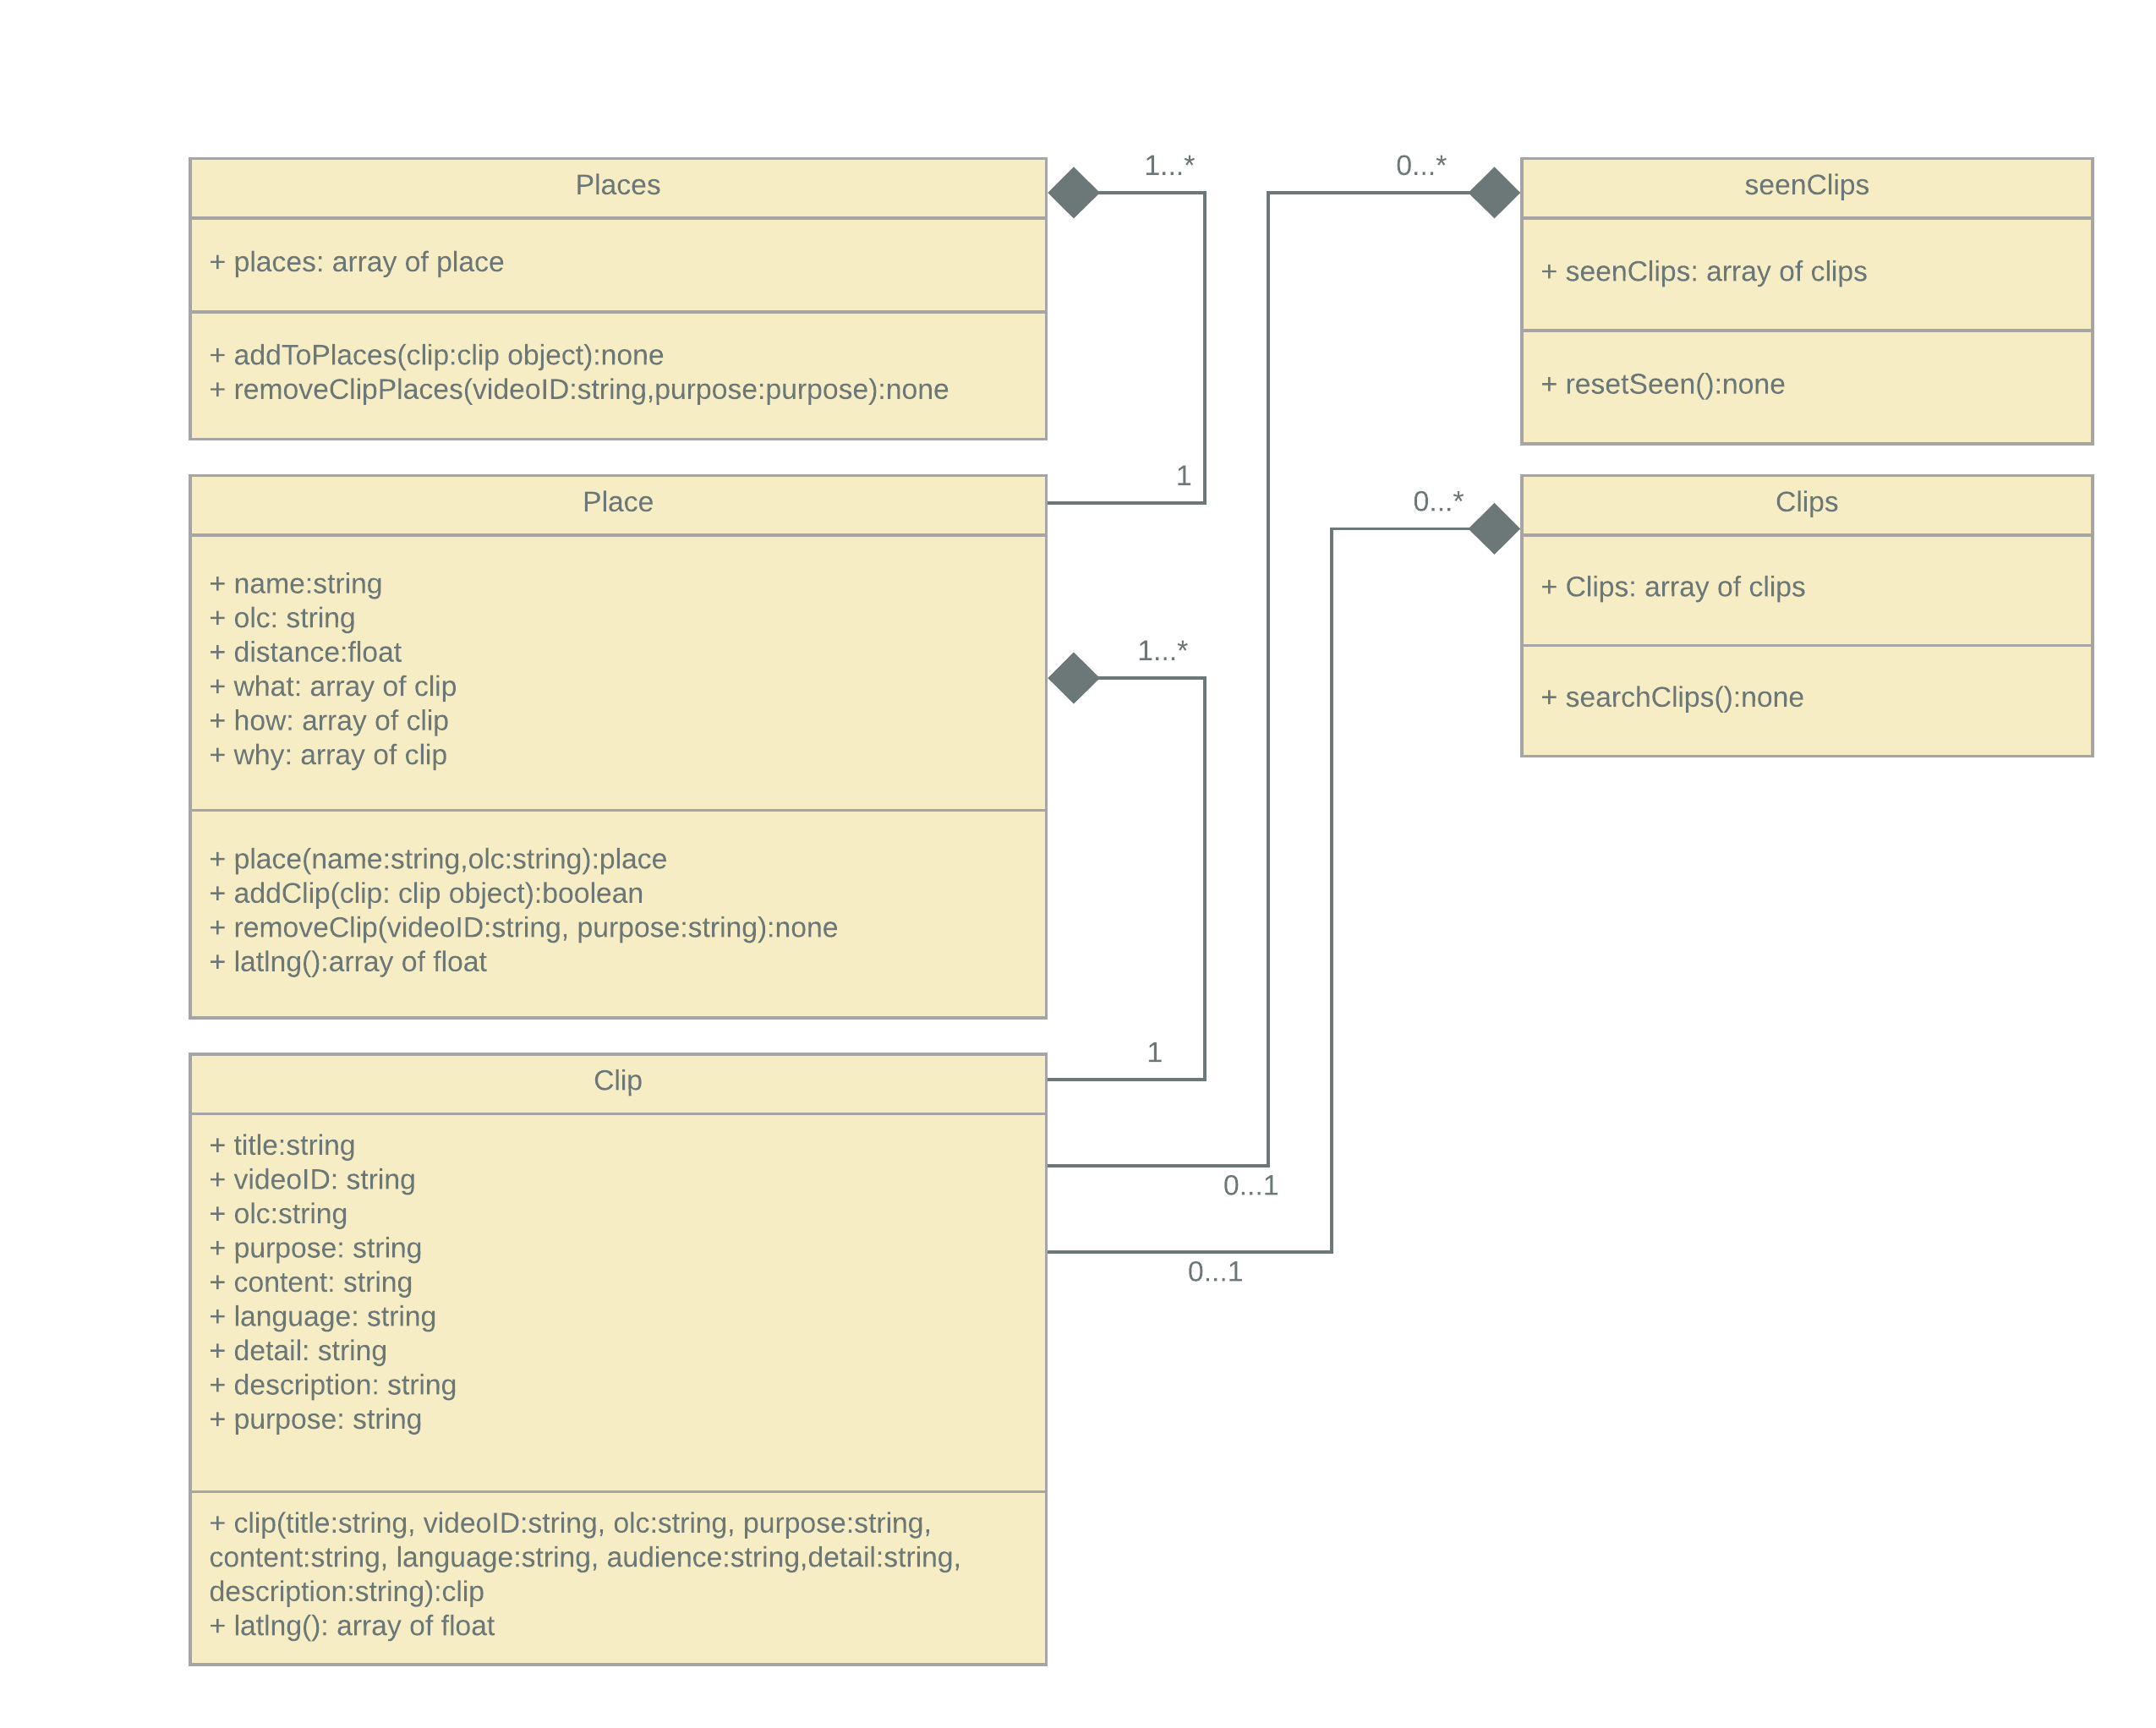 Places
+ places: array of place
+ addToPlaces(clip:clip object):none
+ removeClipPlaces(videoID:string,purpose:purpose):none
1...*
1
Place
+ name:string
+ olc: string
+ distance:float
+ what: array of clip
+ how: array of clip
+ why: array of clip
+ place(name:string,olc:string):place
+ addClip(clip: clip object):boolean
+ removeClip(videoID:string, purpose:string):none
+ latlng():array of float
1...*
1
Clip
+ title:string
+ videoID: string
+ olc:string
+ purpose: string
+ content: string
+ language: string
+ detail: string
+ description: string
+ purpose: string
+ clip(title:string, videoID:string, olc:string, purpose:string,
content:string, language:string, audience:string,detail:string,
description:string):clip
+ latlng(): array of float
0...1
0...1
0...*
seenClips
+ seenClips: array of clips
+ resetSeen():none
0...*
Clips
+ Clips: array of clips
+ searchClips():none